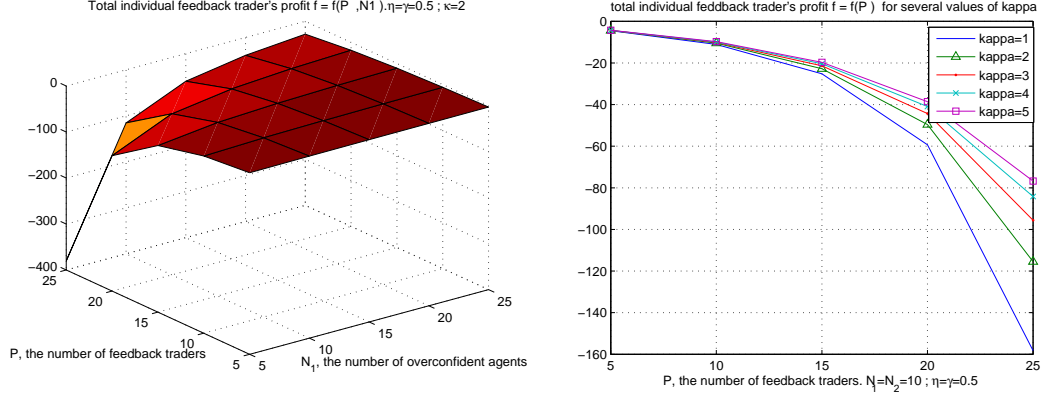 Total individual feedback trader's profit f = f(P ,N1 ).η=γ=0.5 ; κ=2
0
−100
−200
−300
−400
25
20
15
10
5
5
10
15
20
25
P, the number of feedback traders
N1, the number of overconfident agents
total individual feddback trader's profit f = f(P ) for several values of kappa
0
−20
−40
−60
−80
−100
−120
−140
−160
5
10
15
20
25
kappa=1
kappa=2
kappa=3
kappa=4
kappa=5
P, the number of feedback traders. N1=N2=10 ; η=γ=0.5